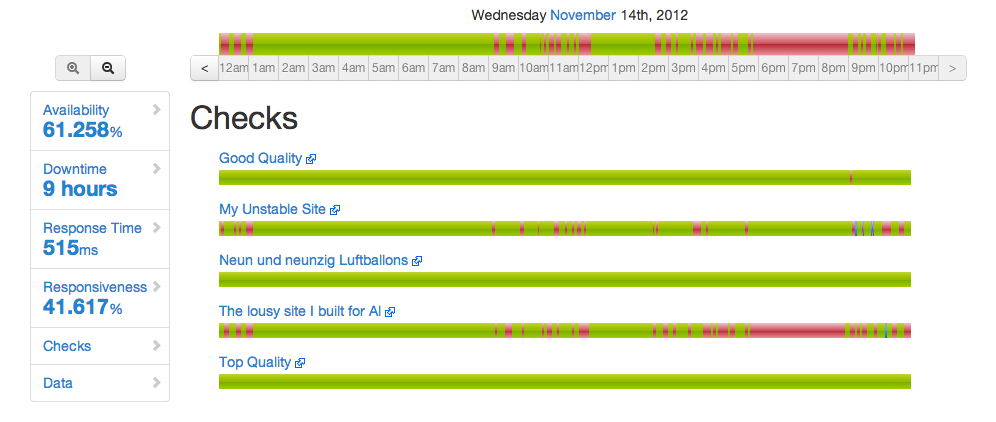 Wednesday November 14th, 2012
< 12am 1am 2am 3am 4am 5am 6am 7am 8am 9am 10am 11am 12pm 1pm 2pm 3pm 4pm 5pm 6pm 7pm 8pm 9pm 10pm 11pm >
Availability
61.258%
Downtime
9 hours
Response Time
515ms
Responsiveness
41.617%
Checks
Data
Checks
Good Quality
My Unstable Site
Neun und neunzig Luftballons
The lousy site I built for Al
Top Quality